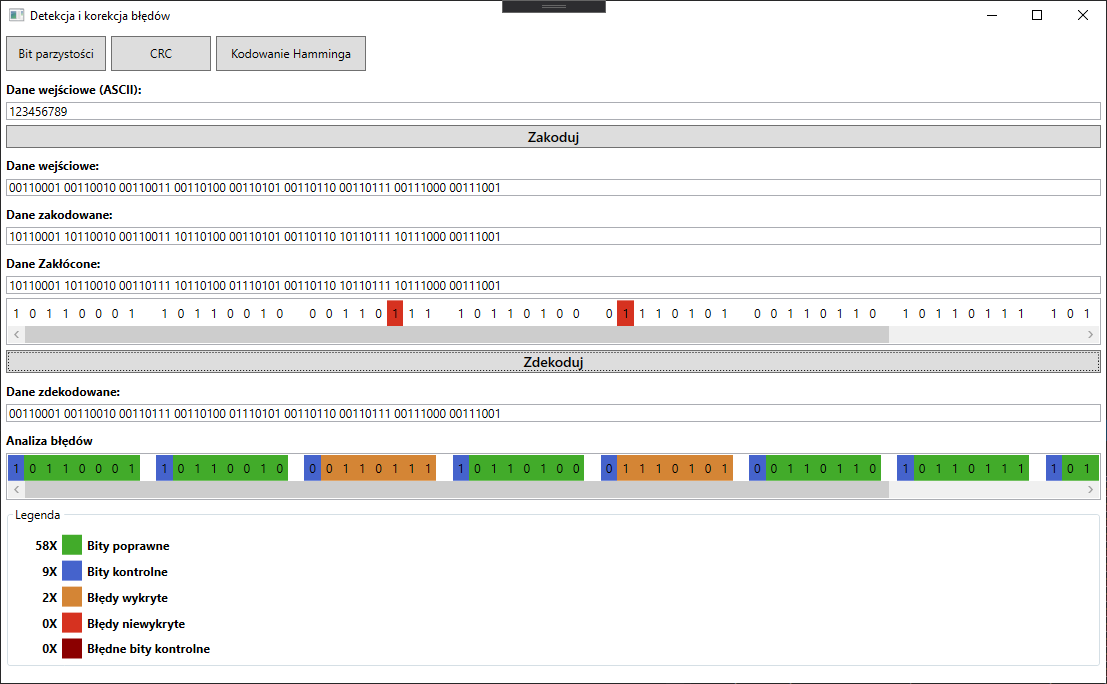 Detekcja i korekcja błędów
Bit parzystości CRC Kodowanie Hamminga
Dane wejściowe (ASCII):
123456789
Zakoduj
Dane wejściowe:
00110001 00110010 00110011 00110100 00110101 00110110 00110111 00111000 00111001
Dane zakodowane:
10110001 10110010 00110011 10110100 00110101 00110110 10110111 10111000 00111001
Dane Zakłócone:
10110001 10110010 00110111 10110100 01110101 00110110 10110111 10111000 00111001
1 0 1 1 0 0 0 1 1 0 1 1 0 0 1 0 0 0 1 1 0 1 1 1 1 0 1 1 0 1 0 0 0 1 1 1 0 1 0 1 0 0 1 1 0 1 1 0 1 0 1 1 0 1 1 1 1 0 1
Zdekoduj
Dane zdekodowane:
00110001 00110010 00110111 00110100 01110101 00110110 00110111 00111000 00111001
Analiza błędów
1 0 1 1 0 0 0 1 1 0 1 1 0 0 1 0 0 0 1 1 0 1 1 1 1 0 1 1 0 1 0 0 0 1 1 1 0 1 0 1 0 0 1 1 0 1 1 0 1 0 1 1 0 1 1 1 1 0 1
Legenda
58X Bity poprawne
9X Bity kontrolne
2X Błędy wykryte
0X Błędy niewykryte
0X Błędne bity kontrolne